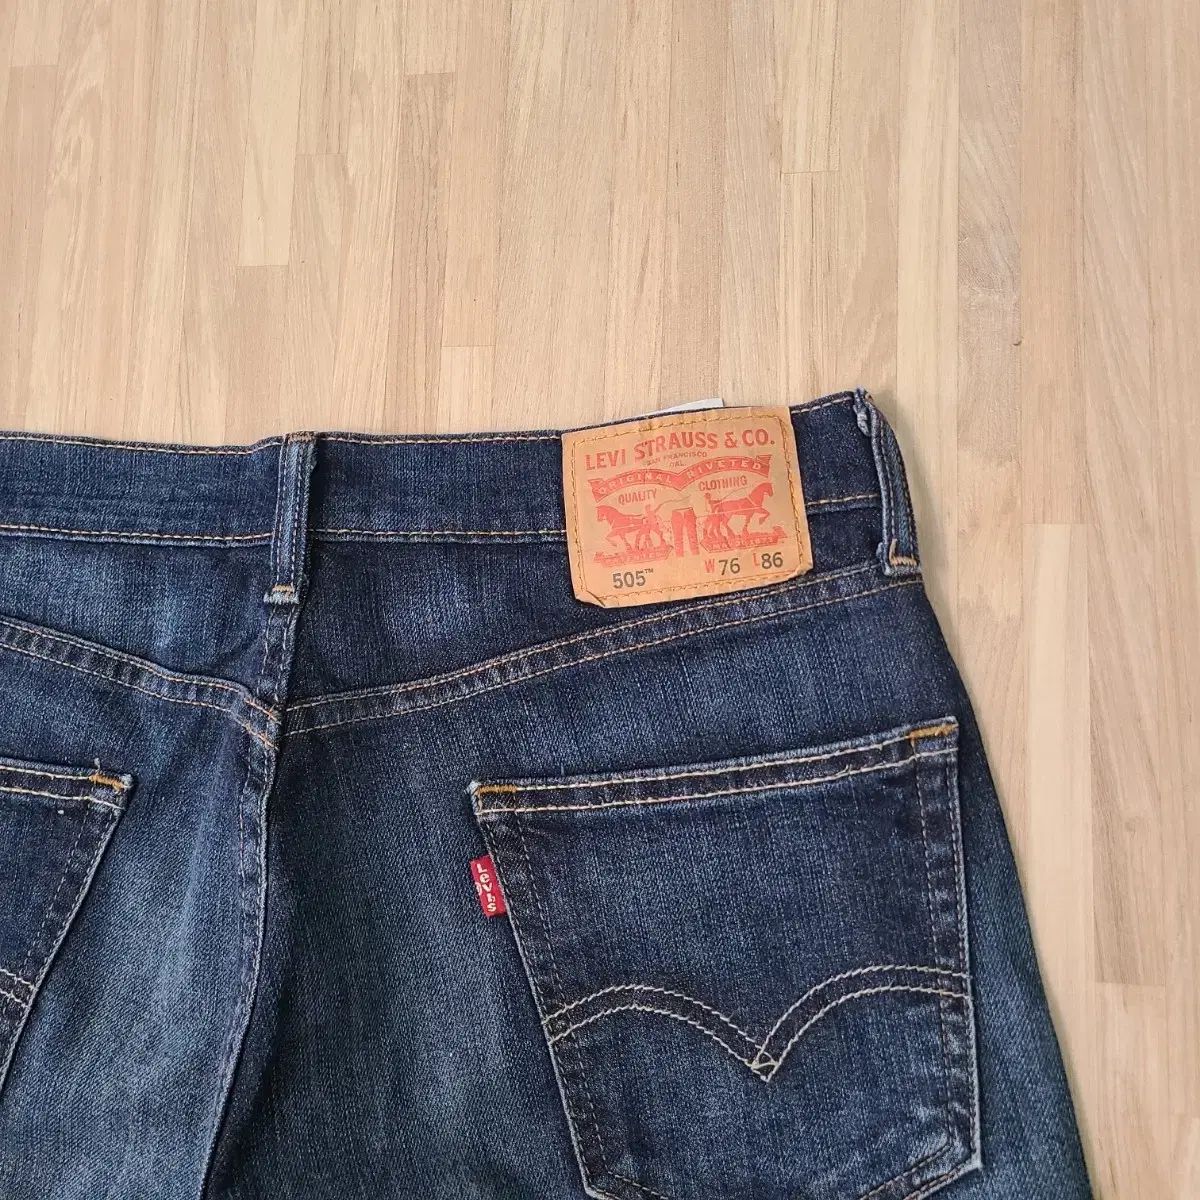 LEVI STRAUSS & CO.
SAN FRANCISCO
CAL.
ORIGINAL RIVETED
QUALITY CLOTHING
505™ W76 L86
Levi's